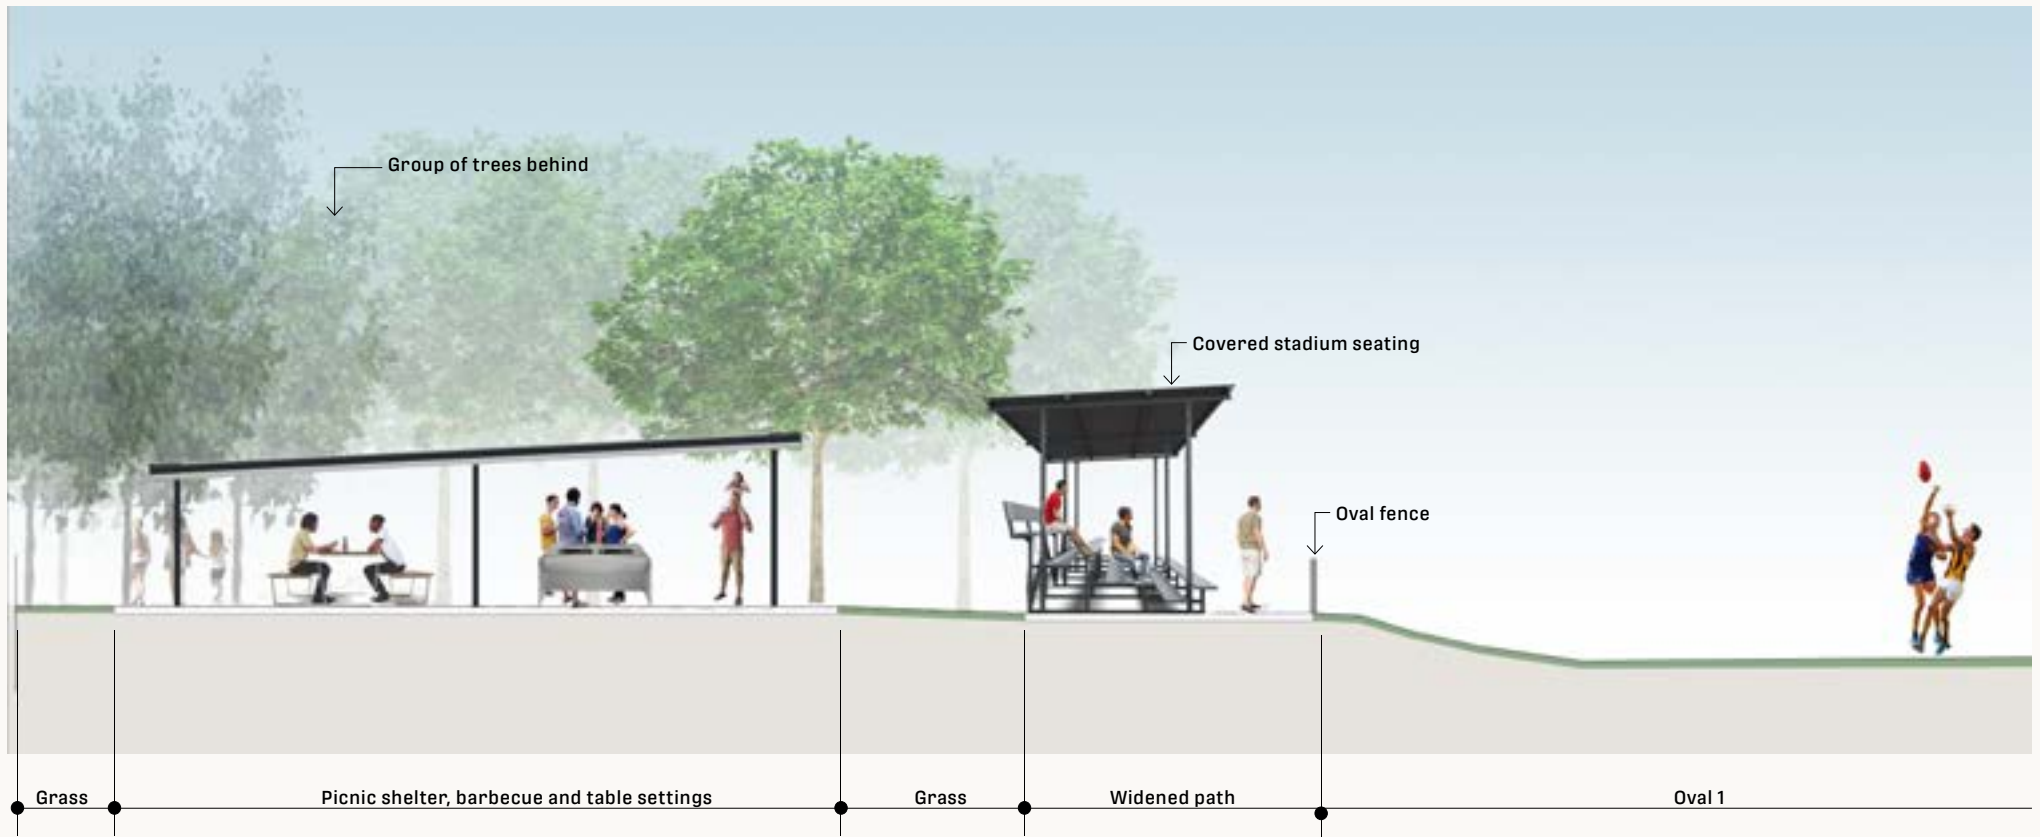 Group of trees behind
Covered stadium seating
Oval fence
Grass
Picnic shelter, barbecue and table settings
Grass
Widened path
Oval 1